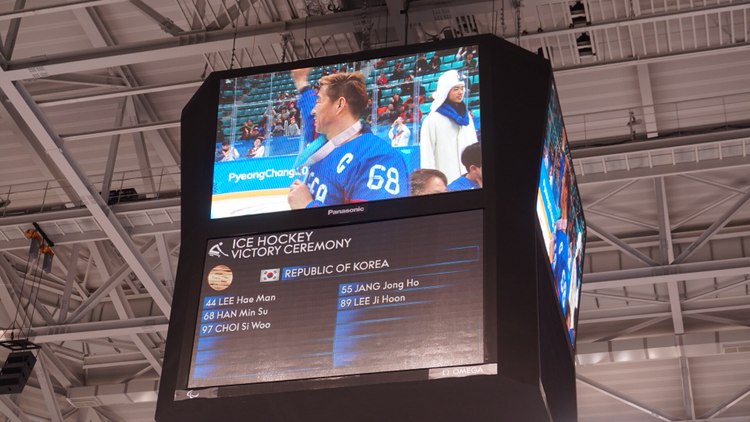 C
68
PyeongChang
Panasonic
ICE HOCKEY
VICTORY CEREMONY
REPUBLIC OF KOREA
44 LEE Hae Man
68 HAN Min Su
97 CHOI Si Woo
55 JANG Jong Ho
89 LEE Ji Hoon
OMEGA